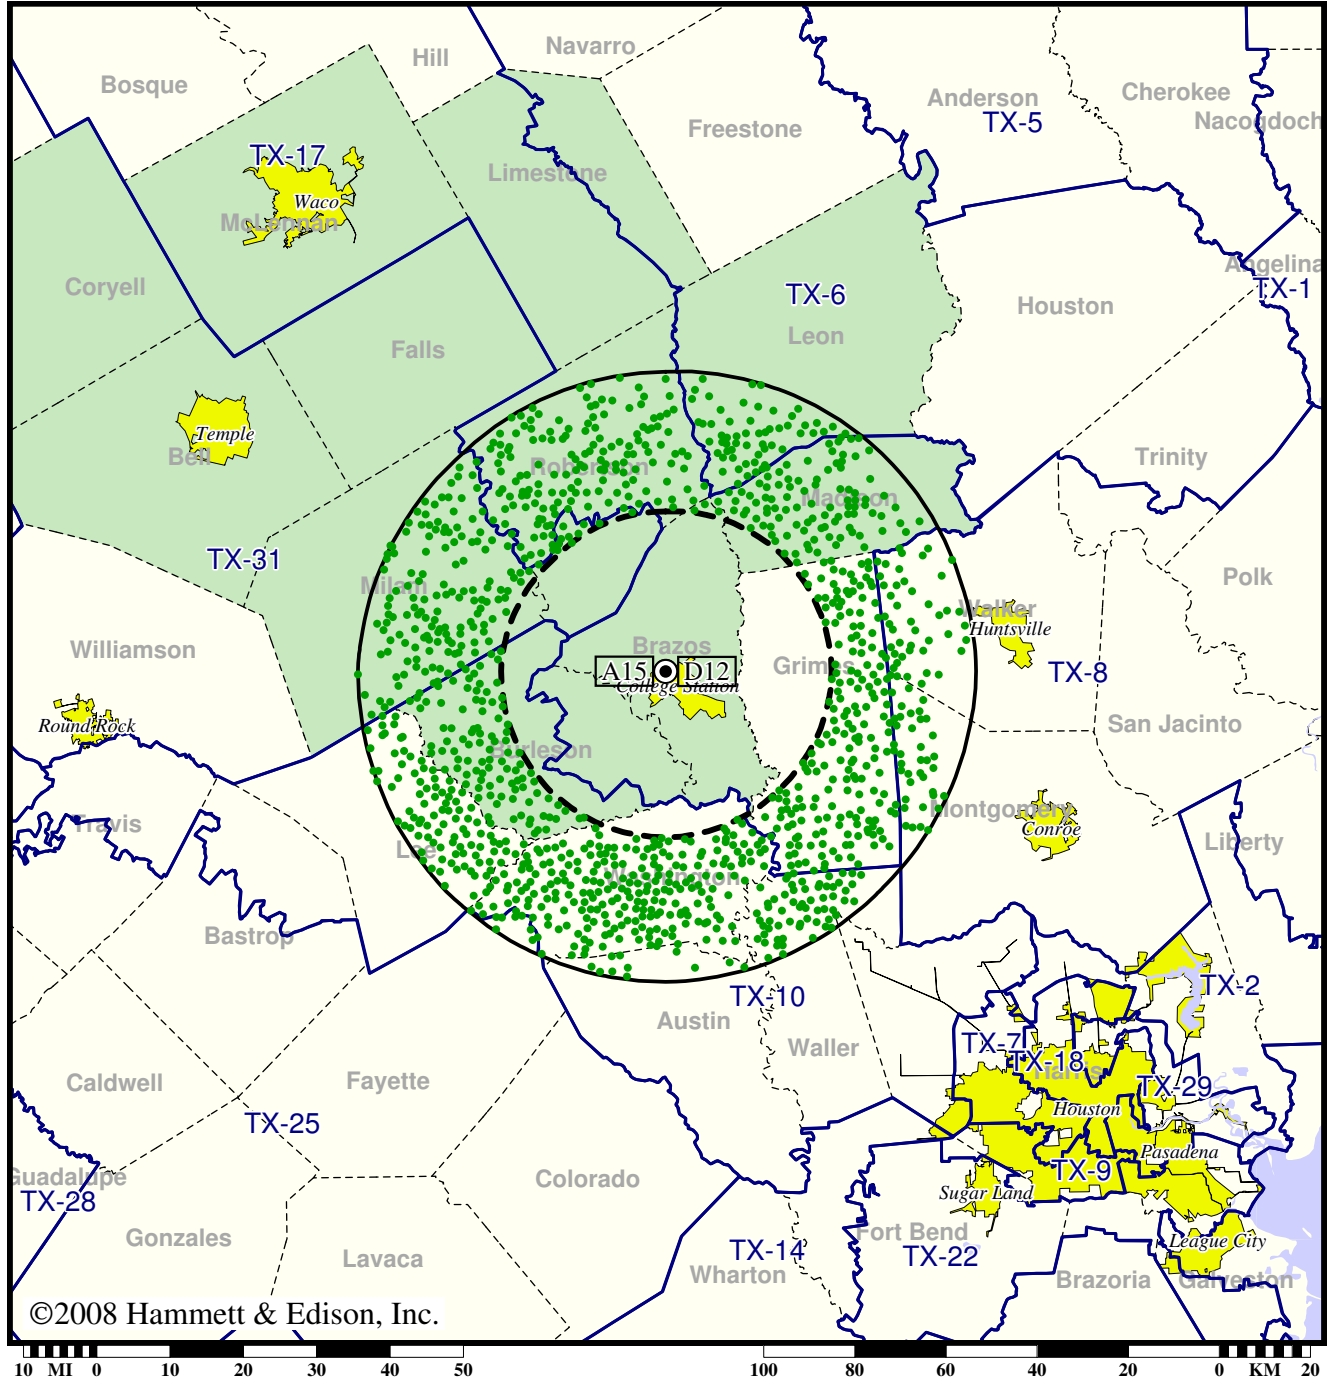 Navarro
Hill
Bosque
Cherokee
Anderson
Nacogdoch
TX-5
Freestone
TX-17
Limestone
Waco
McLennan
Angelina
Coryell
TX-1
TX-6
Houston
Leon
Falls
Temple
Bell
Trinity
Robertson
Madison
TX-31
Polk
Milam
Walker
Huntsville
Williamson
Brazos
Grimes
A15 D12
TX-8
College Station
Round Rock
San Jacinto
Burleson
Montgomery
Travis
Conroe
Liberty
Lee
Washington
Bastrop
TX-2
TX-10
Austin
TX-7
Waller
TX-18
Harris
Caldwell
Fayette
TX-29
Houston
TX-25
Pasadena
TX-9
Guadalupe
Colorado
Sugar Land
TX-28
Fort Bend
Gonzales
League City
TX-14
TX-22
Lavaca
Wharton
Brazoria
Galveston
©2008 Hammett & Edison, Inc.
10 MI 0 10 20 30 40 50
100 80 60 40 20 0 KM 20